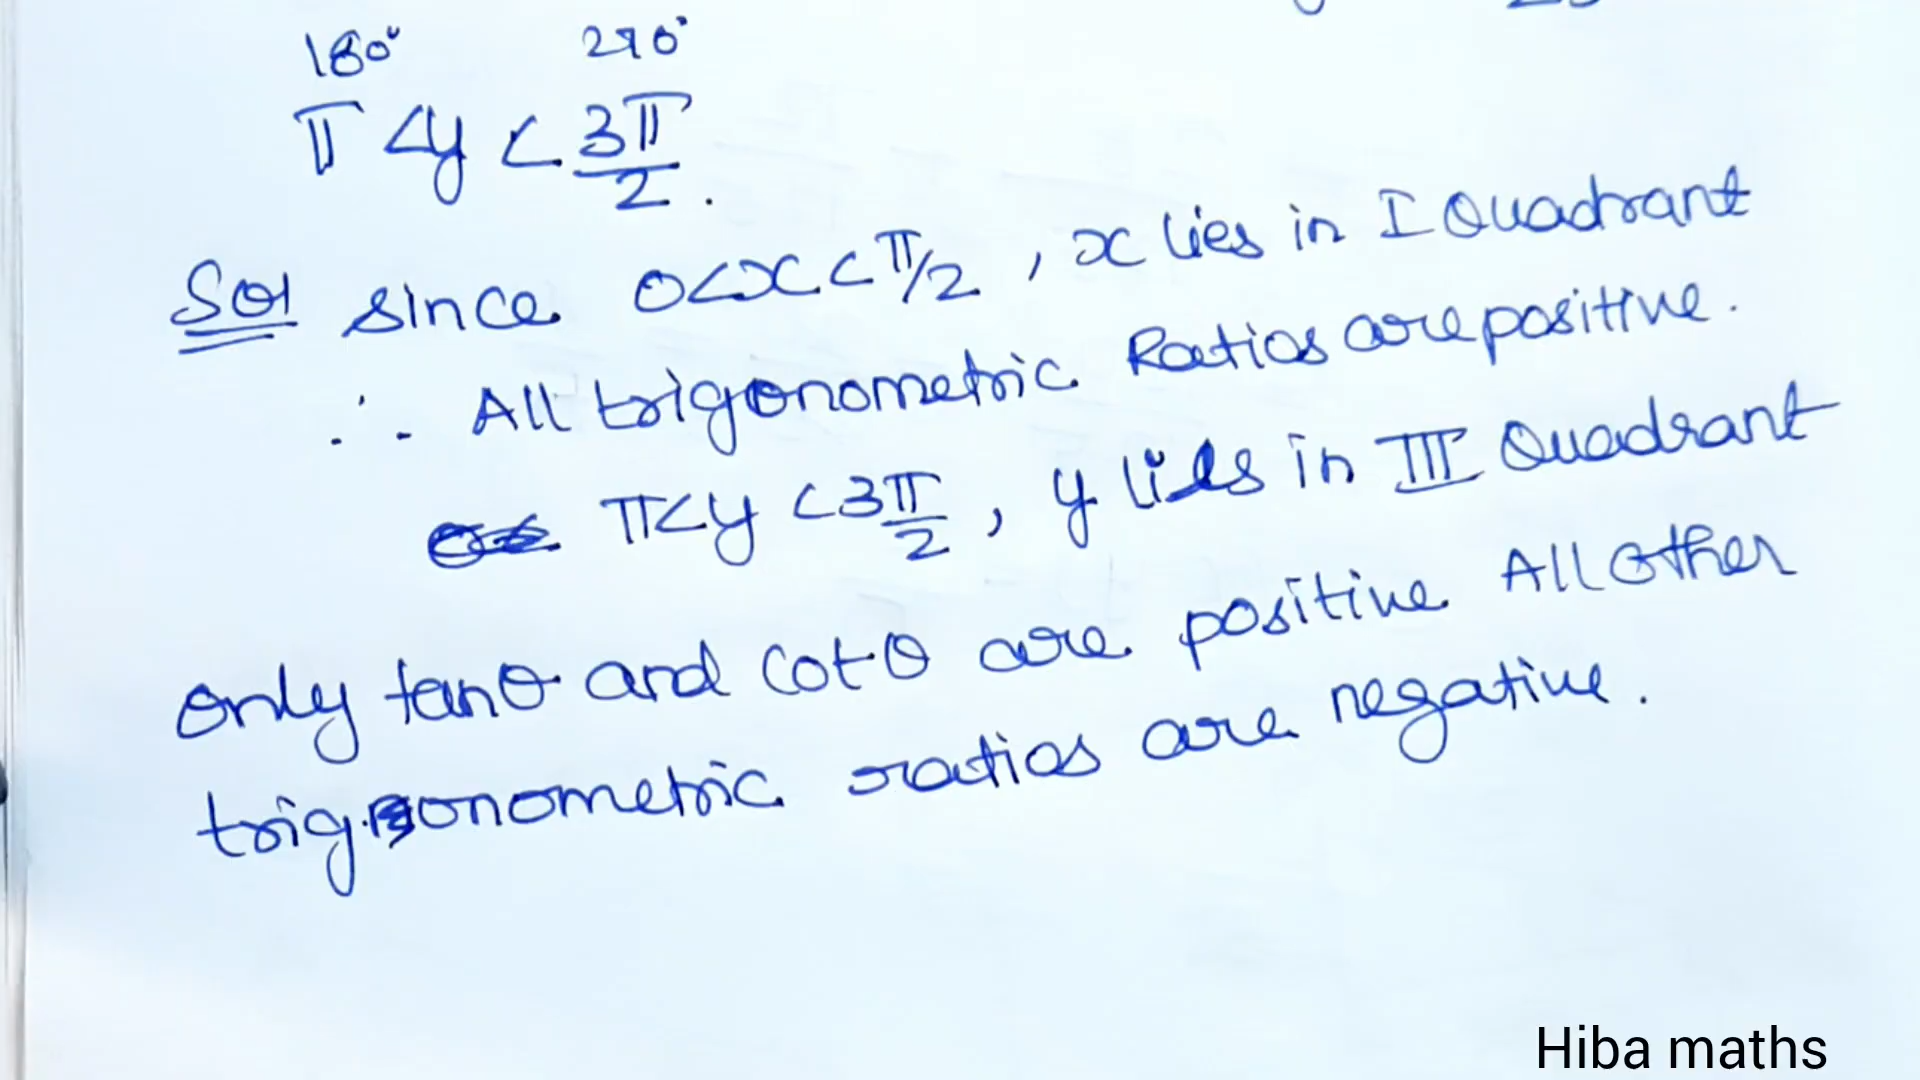 180° 270°
π < y < 3π/2.
Sol since 0<x<π/2, x lies in I Quadrant
∴ All trigonometric Ratios are positive.
π<y<3π/2, y lies in III Quadrant
only tanθ and cotθ are positive All other
trigonometric ratios are negative.
Hiba maths